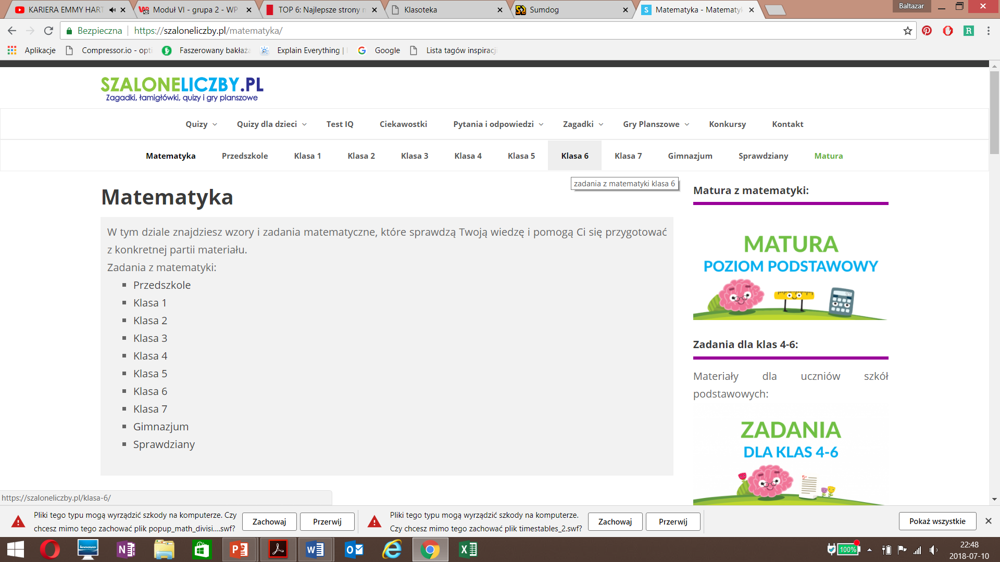 KARIERA EMMY HART
Moduł VI - grupa 2 - WP
TOP 6: Najlepsze strony
Klasoteka
Sumdog
Matematyka - Matematyk
Baltazar
Bezpieczna
https://szaloneliczby.pl/matematyka/
Aplikacje
Compressor.io - opti
Faszerowany bakłaża
Explain Everything |
Google
Lista tagów inspiracji
SZALONELICZBY.PL
Zagadki, łamigłówki, quizy i gry planszowe
Quizy
Quizy dla dzieci
Test IQ
Ciekawostki
Pytania i odpowiedzi
Zagadki
Gry Planszowe
Konkursy
Kontakt
Matematyka
Przedszkole
Klasa 1
Klasa 2
Klasa 3
Klasa 4
Klasa 5
Klasa 6
Klasa 7
Gimnazjum
Sprawdziany
Matura
zadania z matematyki klasa 6
Matematyka
W tym dziale znajdziesz wzory i zadania matematyczne, które sprawdzą Twoją wiedzę i pomogą Ci się przygotować
z konkretnej partii materiału.
Zadania z matematyki:
Przedszkole
Klasa 1
Klasa 2
Klasa 3
Klasa 4
Klasa 5
Klasa 6
Klasa 7
Gimnazjum
Sprawdziany
Matura z matematyki:
MATURA
POZIOM PODSTAWOWY
Zadania dla klas 4-6:
Materiały dla uczniów szkół
podstawowych:
ZADANIA
DLA KLAS 4-6
5+
https://szaloneliczby.pl/klasa-6/
Pliki tego typu mogą wyrządzić szkody na komputerze. Czy
chcesz mimo tego zachować plik popup_math_divisi....swf?
Zachowaj
Przerwij
Pliki tego typu mogą wyrządzić szkody na komputerze.
Czy chcesz mimo tego zachować plik timestables_2.swf?
Zachowaj
Przerwij
Pokaż wszystkie
100%
22:48
2018-07-10